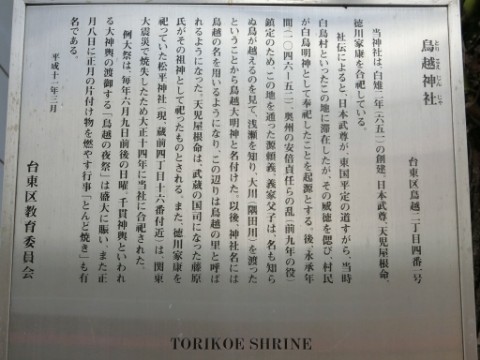 鳥越神社
とりこえじんじゃ
台東区鳥越二丁目四番一号
当神社は、白雉二年(六五一)の創建。日本武尊、天児屋根命、
徳川家康を合祀している。
社伝によると、日本武尊が、東国平定の道すがら、当時
白鳥村といったこの地に滞在したが、その威徳を偲び、村民
が白鳥明神として奉祀したことを起源とする。後、永承年
間(一〇四六―五二)、奥州の安倍貞任らの乱(前九年の役)
鎮定のため、この地を通った源頼義、義家父子は、名も知ら
ぬ鳥が越えるのを見て、浅瀬を知り、大川(隅田川)を渡った
ということから鳥越大明神と名付けた。以後、神社名には
鳥越の名を用いるようになり、この辺りは鳥越の里と呼ば
れるようになった。天児屋根命は、武蔵の国司になった藤原
氏がその祖神として祀ったものとされる。また、徳川家康を
祀っていた松平神社(現、蔵前四丁目十六番付近)は、関東
大震災で焼失したため大正十四年に当社に合祀された。
例大祭は、毎年六月九日前後の日曜。千貫神輿といわれ
る大神輿の渡御する「鳥越の夜祭」は盛大に賑い、また正
月八日に正月の片付け物を燃やす行事「とんど焼き」も有
名である。
平成十一年三月
台東区教育委員会
TORIKOE SHRINE